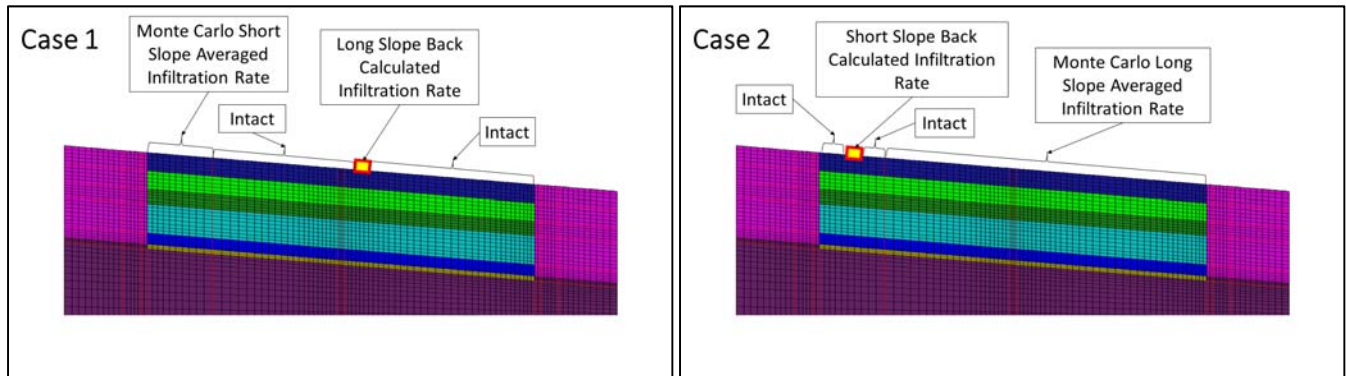 Case 1
Monte Carlo Short
Slope Averaged
Infiltration Rate
Long Slope Back
Calculated
Infiltration Rate
Intact
Intact
Case 2
Short Slope Back
Calculated Infiltration
Rate
Monte Carlo Long
Slope Averaged
Infiltration Rate
Intact
Intact